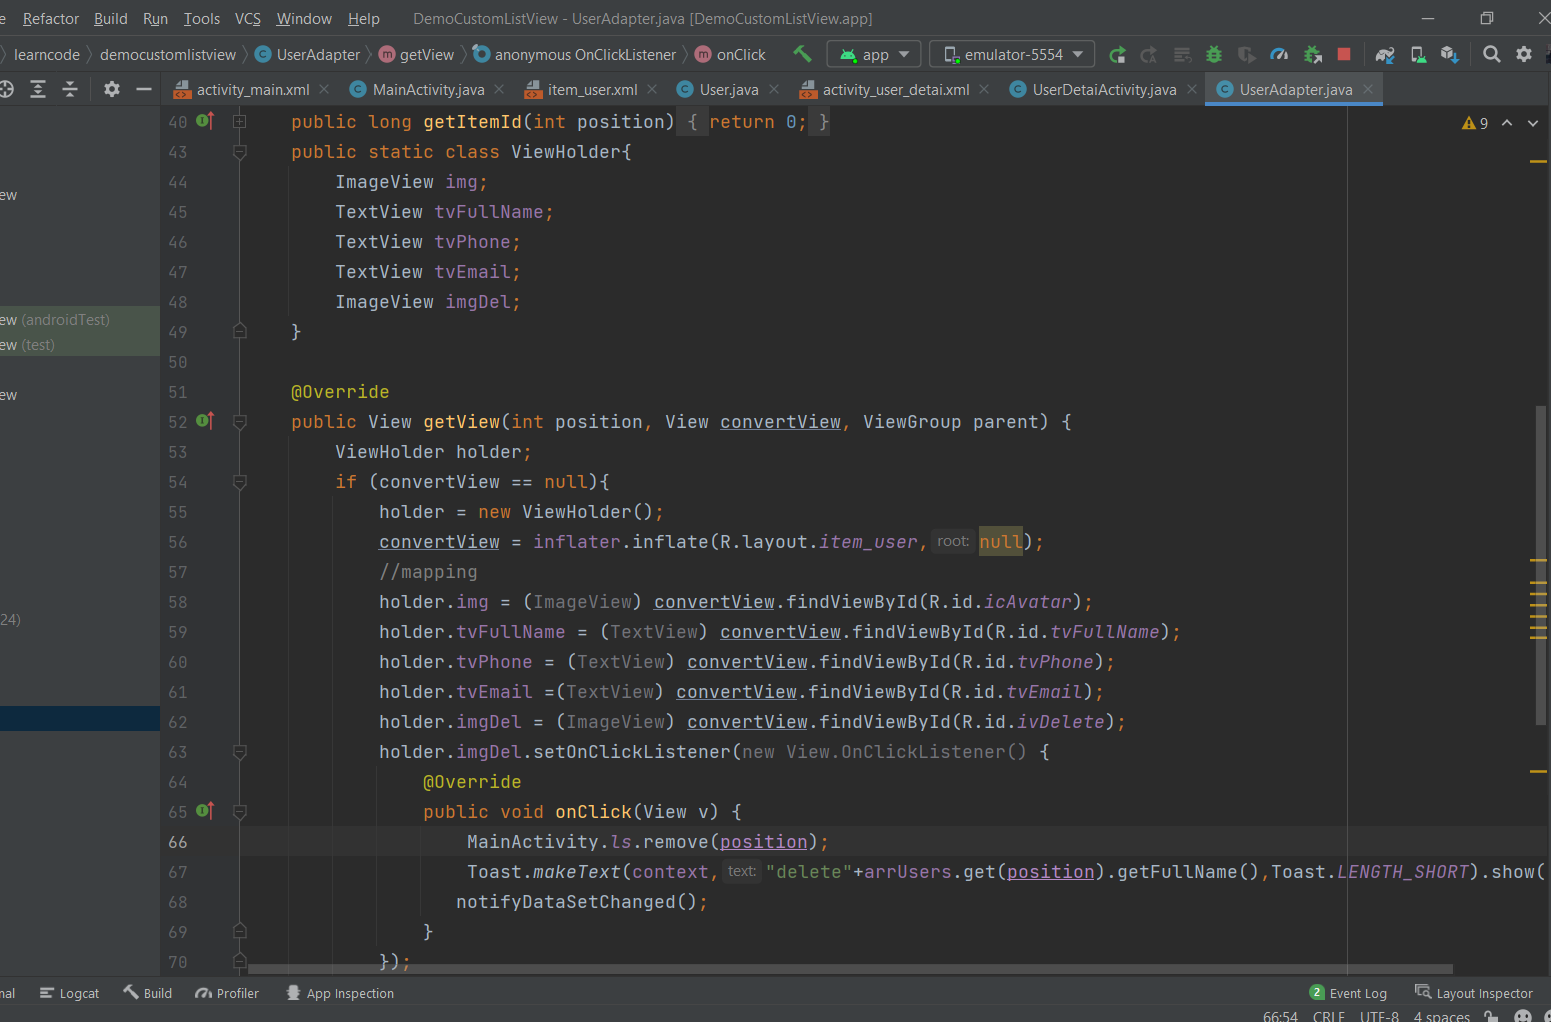 e Refactor Build Run Tools VCS Window Help DemoCustomListView - UserAdapter.java [DemoCustomListView.app]
learncode democustomlistview UserAdapter getView anonymous OnClickListener onClick app emulator-5554
activity_main.xml MainActivity.java item_user.xml User.java activity_user_detai.xml UserDetaiActivity.java UserAdapter.java
ew
ew (androidTest)
ew (test)
ew
24)
9
40 public long getItemId(int position) { return 0; }
43 public static class ViewHolder{
44 ImageView img;
45 TextView tvFullName;
46 TextView tvPhone;
47 TextView tvEmail;
48 ImageView imgDel;
49 }
50
51 @Override
52 public View getView(int position, View convertView, ViewGroup parent) {
53 ViewHolder holder;
54 if (convertView == null){
55 holder = new ViewHolder();
56 convertView = inflater.inflate(R.layout.item_user, root: null);
57 //mapping
58 holder.img = (ImageView) convertView.findViewById(R.id.icAvatar);
59 holder.tvFullName = (TextView) convertView.findViewById(R.id.tvFullName);
60 holder.tvPhone = (TextView) convertView.findViewById(R.id.tvPhone);
61 holder.tvEmail =(TextView) convertView.findViewById(R.id.tvEmail);
62 holder.imgDel = (ImageView) convertView.findViewById(R.id.ivDelete);
63 holder.imgDel.setOnClickListener(new View.OnClickListener() {
64 @Override
65 public void onClick(View v) {
66 MainActivity.ls.remove(position);
67 Toast.makeText(context, text: "delete"+arrUsers.get(position).getFullName(),Toast.LENGTH_SHORT).show(
68 notifyDataSetChanged();
69 }
70 });
nal Logcat Build Profiler App Inspection 2 Event Log Layout Inspector
66:54 CRLF UTF-8 4 spaces